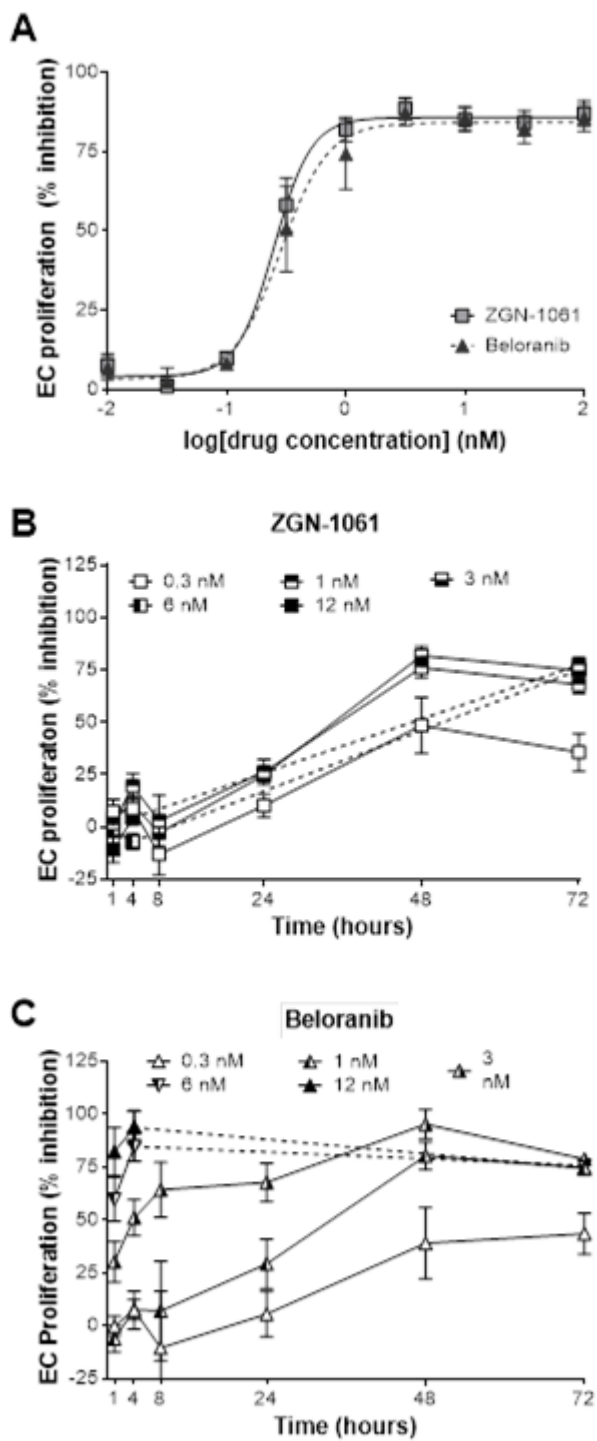 A
EC proliferation (% inhibition)
100
75
50
25
0
ZGN-1061
Beloranib
-2 -1 0 1 2
log[drug concentration] (nM)
B
ZGN-1061
EC proliferaton (% inhibition)
125
100
75
50
25
0
-25
0.3 nM 1 nM 3 nM
6 nM 12 nM
1 4 8 24 48 72
Time (hours)
C
Beloranib
EC Proliferation (% inhibition)
125
100
75
50
25
0
-25
0.3 nM 1 nM 3
6 nM 12 nM nM
1 4 8 24 48 72
Time (hours)